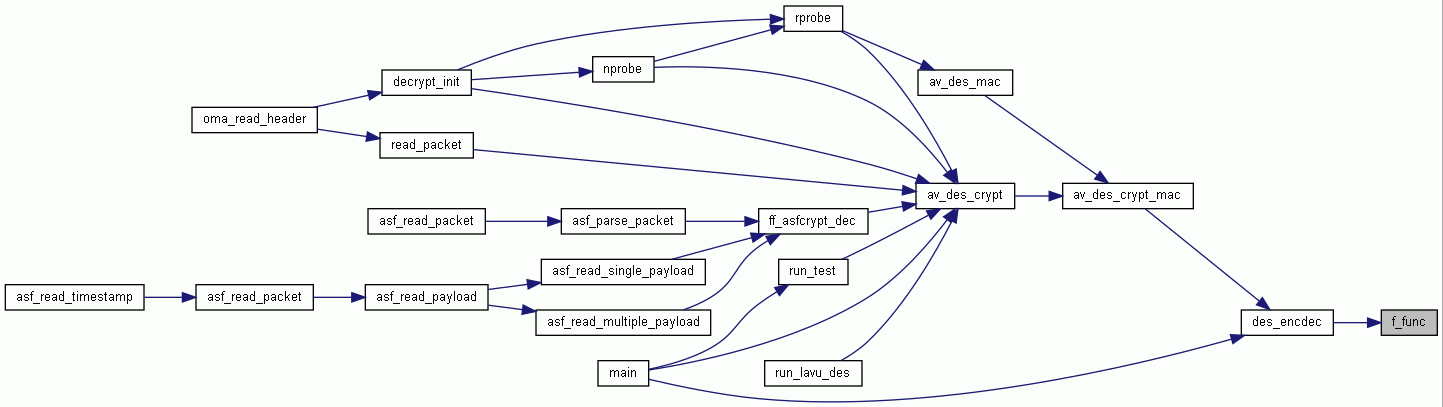 rprobe
nprobe
decrypt_init
av_des_mac
oma_read_header
read_packet
av_des_crypt
av_des_crypt_mac
asf_read_packet
asf_parse_packet
ff_asfcrypt_dec
asf_read_single_payload
run_test
asf_read_timestamp
asf_read_packet
asf_read_payload
asf_read_multiple_payload
des_encdec
f_func
main
run_lavu_des